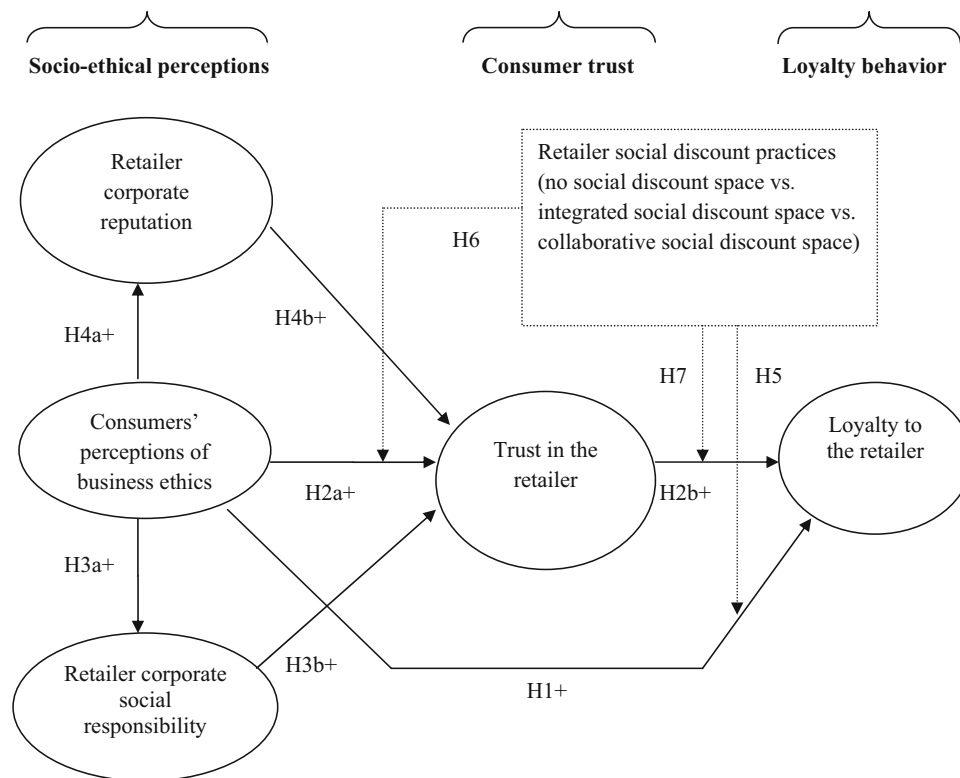 Socio-ethical perceptions
Consumer trust
Loyalty behavior
Retailer
corporate
reputation
Retailer social discount practices
(no social discount space vs.
integrated social discount space vs.
collaborative social discount space)
H6
H4a+
H4b+
H7
H5
Consumers’
perceptions of
business ethics
Trust in the
retailer
Loyalty to
the retailer
H2a+
H2b+
H3a+
H3b+
Retailer corporate
social
responsibility
H1+